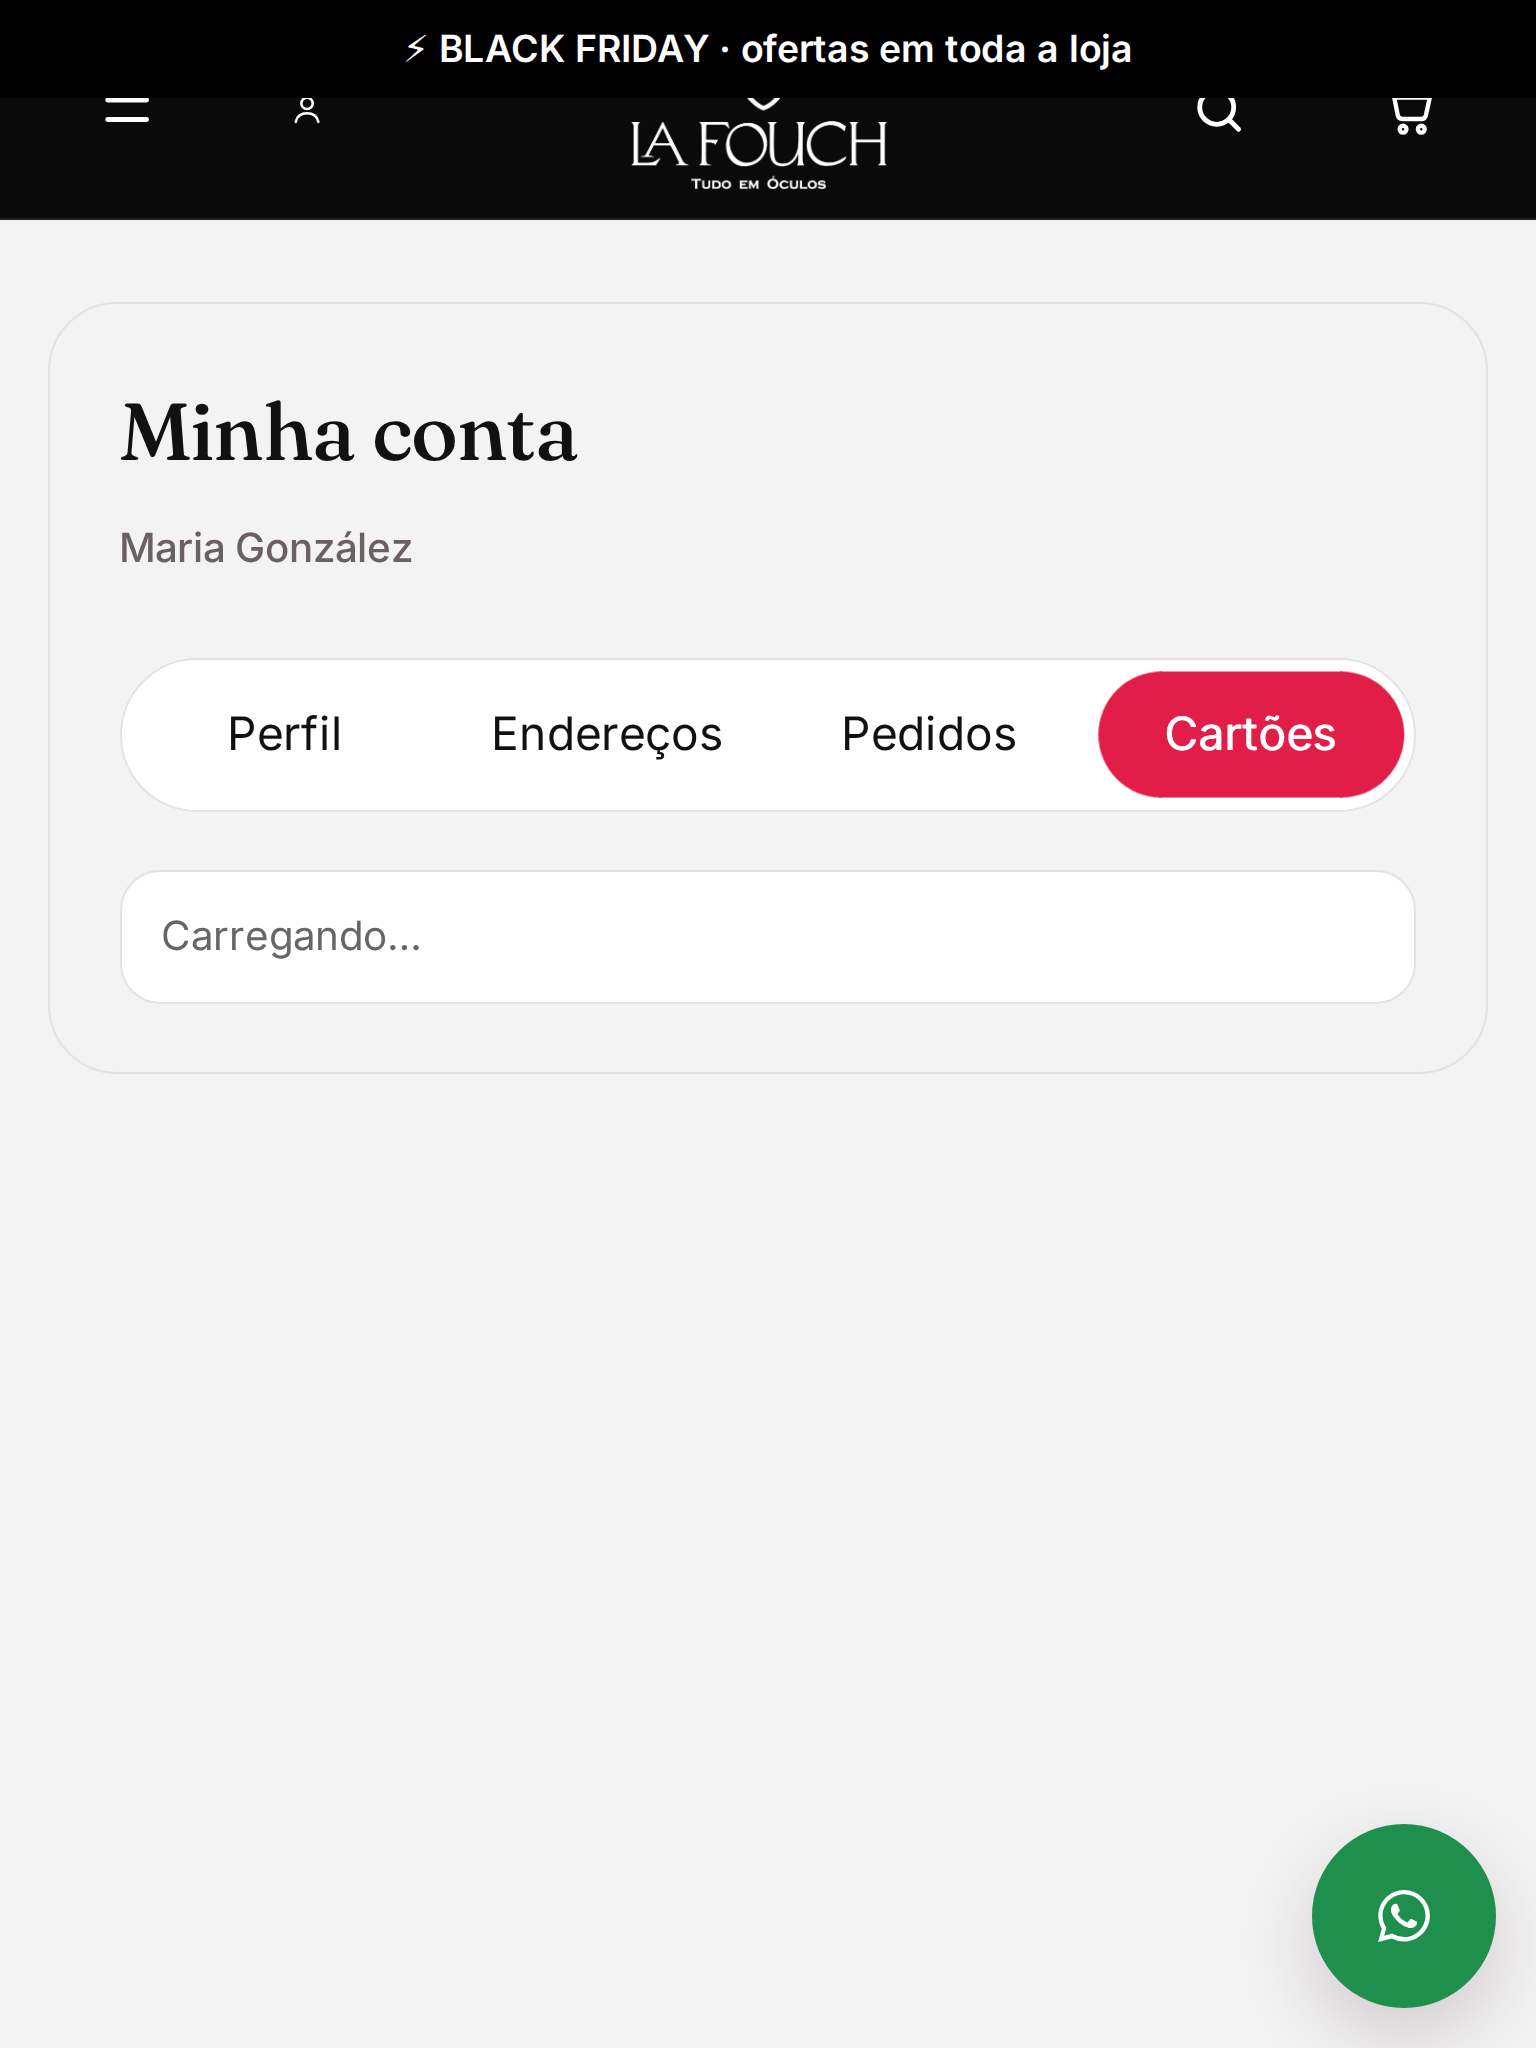 ⚡ BLACK FRIDAY · ofertas em toda a loja
LA FOUCH
Tudo em Óculos
Minha conta
Maria González
Perfil Endereços Pedidos Cartões
Carregando...